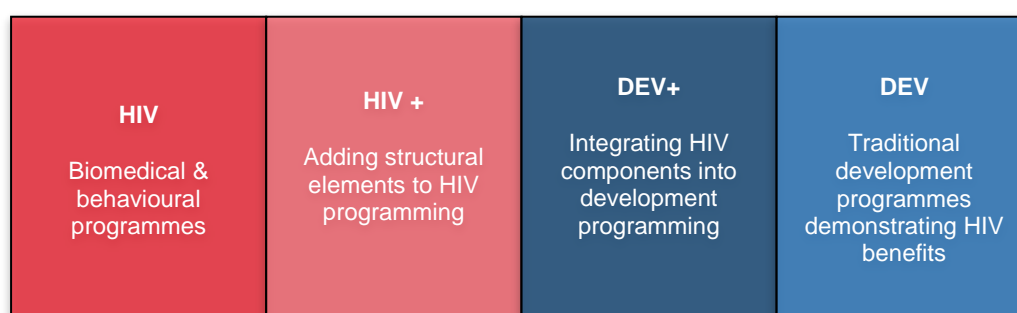 HIV
Biomedical &
behavioural
programmes
HIV +
Adding structural
elements to HIV
programming
DEV+
Integrating HIV
components into
development
programming
DEV
Traditional
development
programmes
demonstrating HIV
benefits